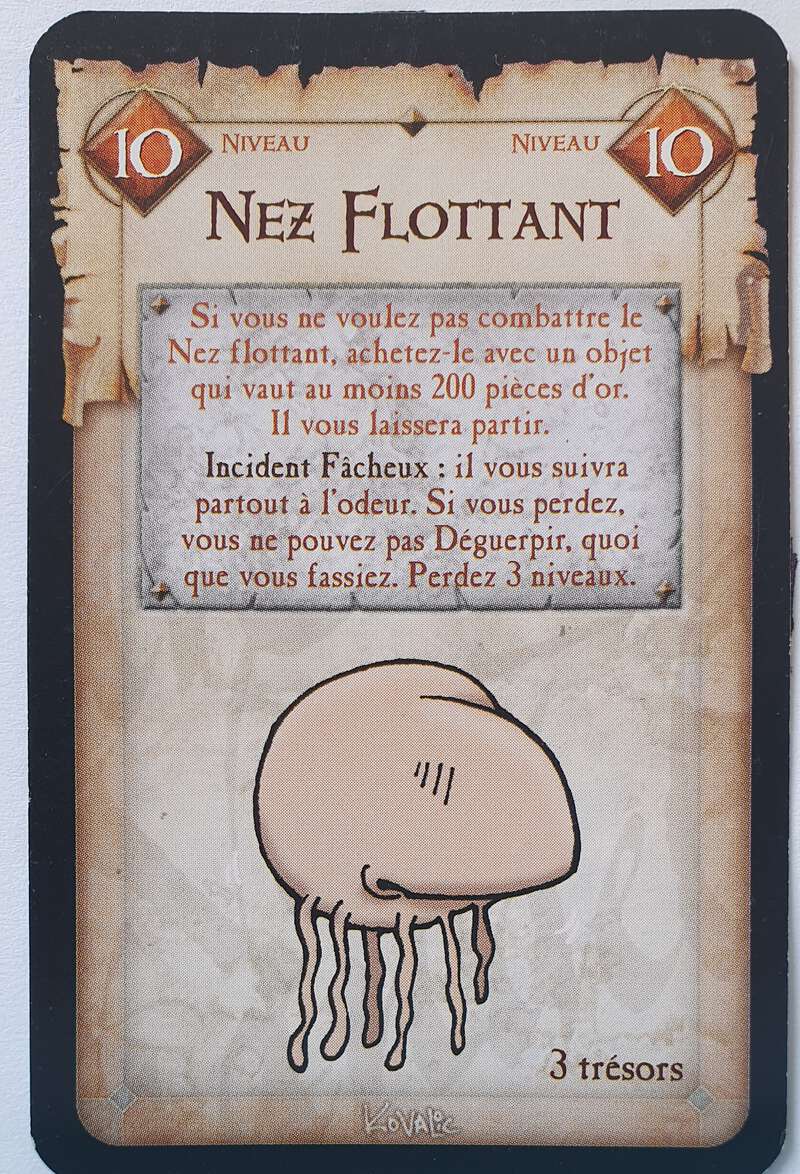 10 Niveau Niveau 10
Nez Flottant
Si vous ne voulez pas combattre le
Nez flottant, achetez-le avec un objet
qui vaut au moins 200 pièces d'or.
Il vous laissera partir.
Incident Fâcheux : il vous suivra
partout à l'odeur. Si vous perdez,
vous ne pouvez pas Déguerpir, quoi
que vous fassiez. Perdez 3 niveaux.
3 trésors
Kovalic